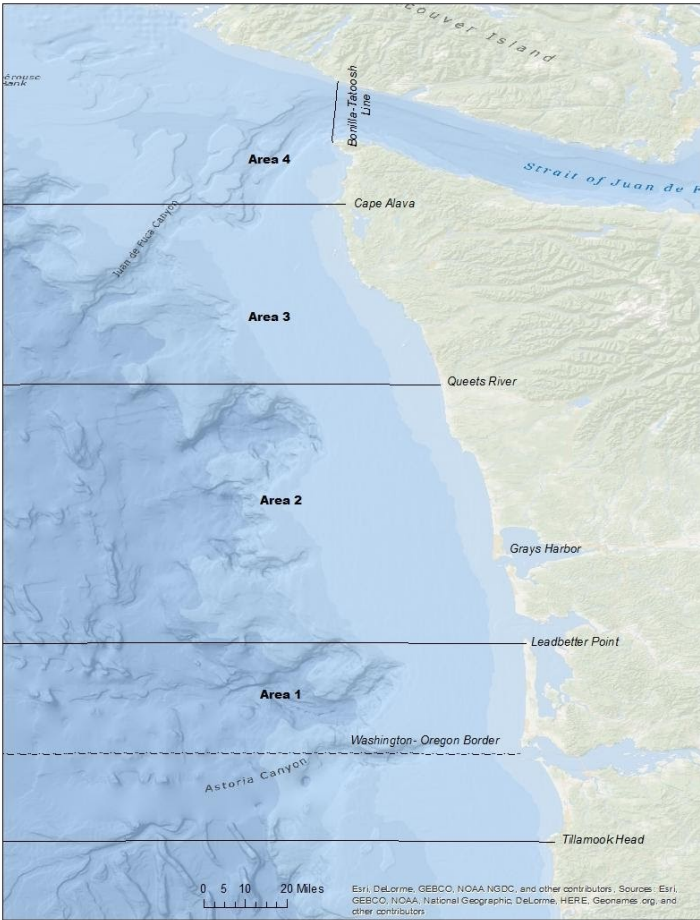 couver Island
Bonilla-Tatoosh
Line
Area 4
Strait of Juan de F
Cape Alava
Juan de Fuca Canyon
Area 3
Queets River
Area 2
Grays Harbor
Leadbetter Point
Area 1
Washington- Oregon Border
Astoria Canyon
Tillamook Head
0 5 10 20 Miles
Esri, DeLorme, GEBCO, NOAA NGDC, and other contributors, Sources: Esri,
GEBCO, NOAA, National Geographic, DeLorme, HERE, Geonames.org, and
other contributors